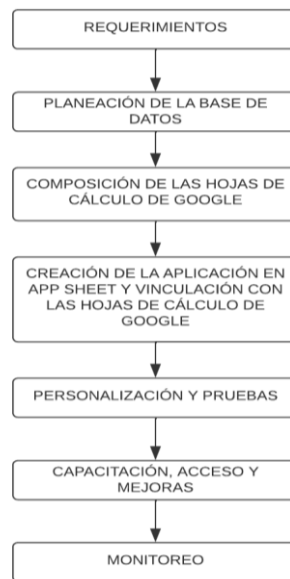 REQUERIMIENTOS
PLANEACIÓN DE LA BASE DE
DATOS
COMPOSICIÓN DE LAS HOJAS DE
CÁLCULO DE GOOGLE
CREACIÓN DE LA APLICACIÓN EN
APP SHEET Y VINCULACIÓN CON
LAS HOJAS DE CÁLCULO DE
GOOGLE
PERSONALIZACIÓN Y PRUEBAS
CAPACITACIÓN, ACCESO Y
MEJORAS
MONITOREO